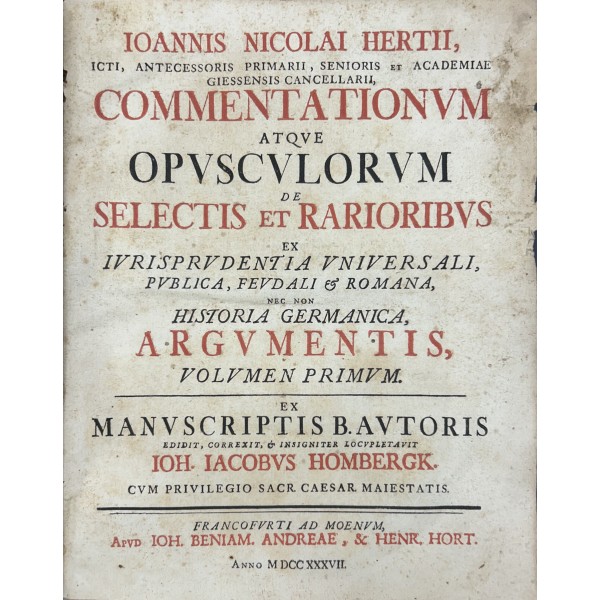 IOANNIS NICOLAI HERTII,
ICTI, ANTECESSORIS PRIMARII, SENIORIS ET ACADEMIAE
GIESSENSIS CANCELLARII,
COMMENTATIONVM
ATQVE
OPVSCVLORVM
DE
SELECTIS ET RARIORIBVS
EX
IVRISPRVDENTIA VNIVERSALI,
PVBLICA, FEVDALI & ROMANA,
NEC NON
HISTORIA GERMANICA,
ARGVMENTIS,
VOLVMEN PRIMVM.
EX
MANVSCRIPTIS B. AVTORIS
EDIDIT, CORREXIT, & INSIGNITER LOCVPLETAVIT
IOH. IACOBVS HOMBERGK.
CVM PRIVILEGIO SACR. CAESAR. MAIESTATIS.
FRANCOFVRTI AD MOENVM,
APVD IOH. BENIAM. ANDREAE, & HENR. HORT.
ANNO M DCC XXXVII.